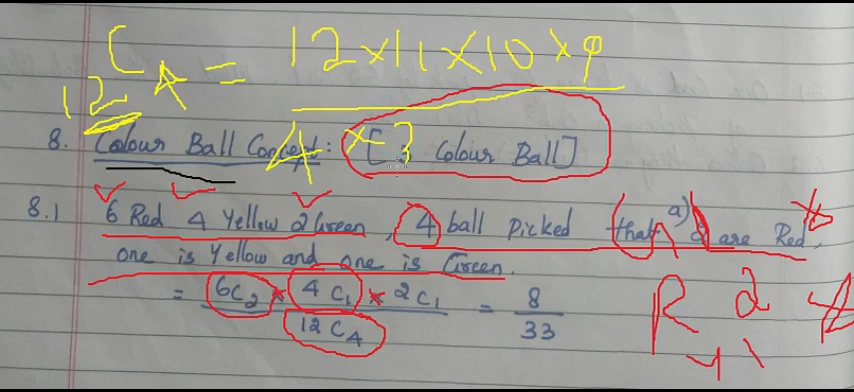 12C4 = 12×11×10×9
4×3
8. Colour Ball Concept: [3 Colour Ball]
8.1 6 Red 4 Yellow 2 Green, 4 ball Picked that a) 2 are Red,
one is Yellow and one is Green.
= 6C2 × 4C1 × 2C1 = 8
12C4 33
R 2
Y 1